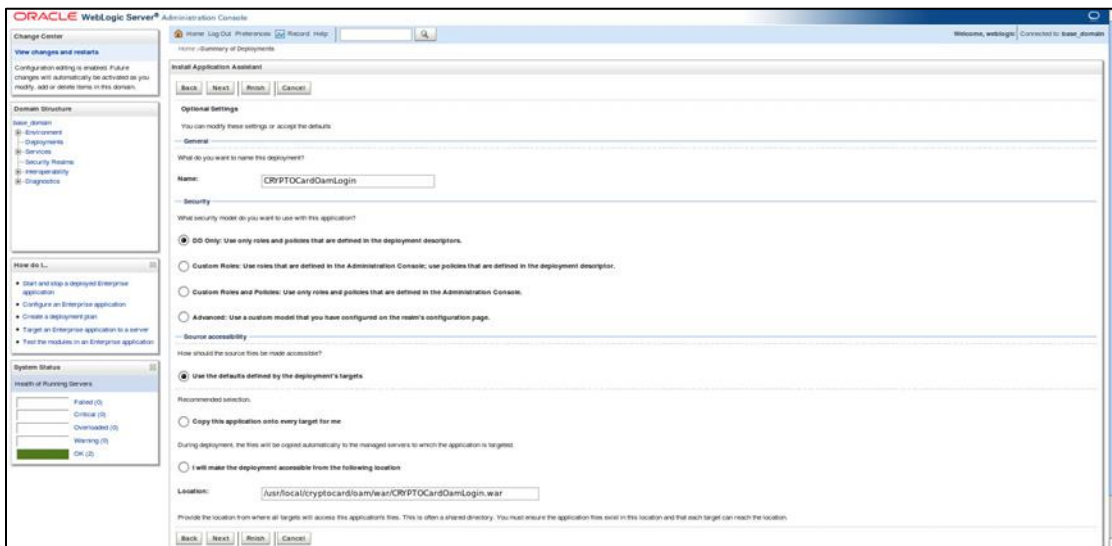 ORACLE WebLogic Server® Administration Console
Change Center
View changes and restarts
Configuration editing is enabled. Future
changes will automatically be activated as you
modify, add or delete items in this domain.
Domain Structure
base_domain
Environment
Deployments
Services
Security Realms
Interoperability
Diagnostics
How do I...
Start and stop a deployed Enterprise
application
Configure an Enterprise application
Create a deployment plan
Target an Enterprise application to a server
Test the modules in an Enterprise application
System Status
Health of Running Servers
Failed (0)
Critical (0)
Overloaded (0)
Warning (0)
OK (2)
Home Log Out Preferences Record Help
Welcome, weblogic Connected to: base_domain
Home >Summary of Deployments
Install Application Assistant
Back Next Finish Cancel
Optional Settings
You can modify these settings or accept the defaults
General
What do you want to name this deployment?
Name: CRYPTOCardOamLogin
Security
What security model do you want to use with this application?
DD Only: Use only roles and policies that are defined in the deployment descriptors.
Custom Roles: Use roles that are defined in the Administration Console; use policies that are defined in the deployment descriptor.
Custom Roles and Policies: Use only roles and policies that are defined in the Administration Console.
Advanced: Use a custom model that you have configured on the realm's configuration page.
Source accessibility
How should the source files be made accessible?
Use the defaults defined by the deployment's targets
Recommended selection.
Copy this application onto every target for me
During deployment, the files will be copied automatically to the managed servers to which the application is targeted.
I will make the deployment accessible from the following location
Location: /usr/local/cryptocard/oam/war/CRYPTOCardOamLogin.war
Provide the location from where all targets will access this application's files. This is often a shared directory. You must ensure the application files exist in this location and that each target can reach the location.
Back Next Finish Cancel